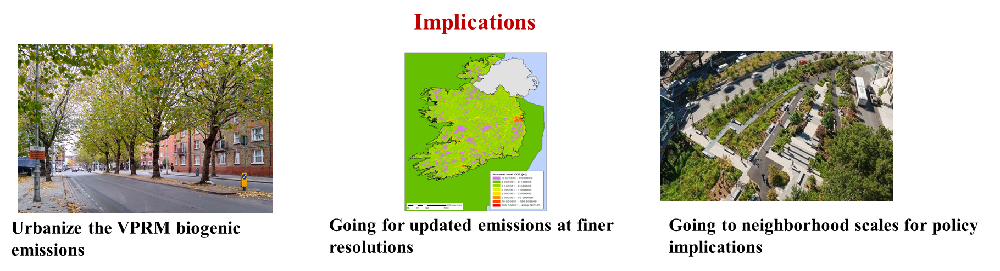 Implications
National total CO2 [kt]
-0.576525 - 0.000000
0.000001 - 0.100000
0.100001 - 0.500000
0.500001 - 1.000000
1.000001 - 2.000000
2.000001 - 10.000000
10.000001 - 100.000000
100.000001 - 4504.382105
Kilometers
0 25 50 100
Urbanize the VPRM biogenic
emissions
Going for updated emissions at finer
resolutions
Going to neighborhood scales for policy
implications